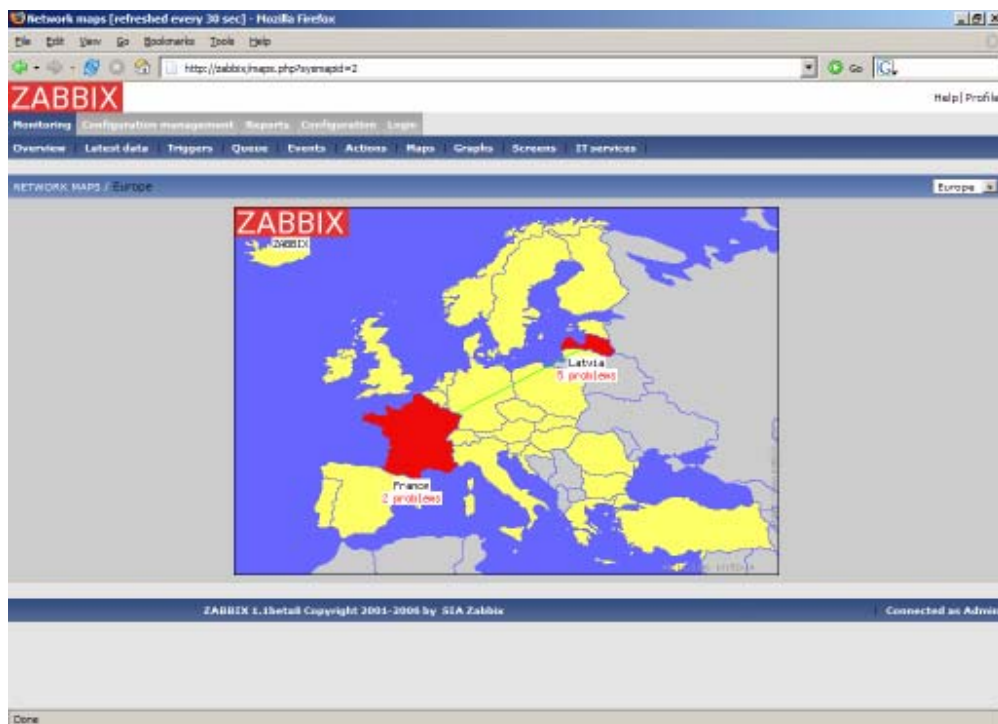 Network maps [refreshed every 30 sec] - Mozilla Firefox
File Edit View Go Bookmarks Tools Help
http://zabbix/maps.php?sysmapid=2
Go
ZABBIX
Help | Profile
Monitoring Configuration management Reports Configuration Login
Overview Latest data Triggers Queue Events Actions Maps Graphs Screens IT services
NETWORK MAPS / Europe
Europe
ZABBIX
ZABBIX
Latvia
5 problems
France
2 problems
Copyright 2001-2006 by SIA Zabbix
Connected as Admin
Done